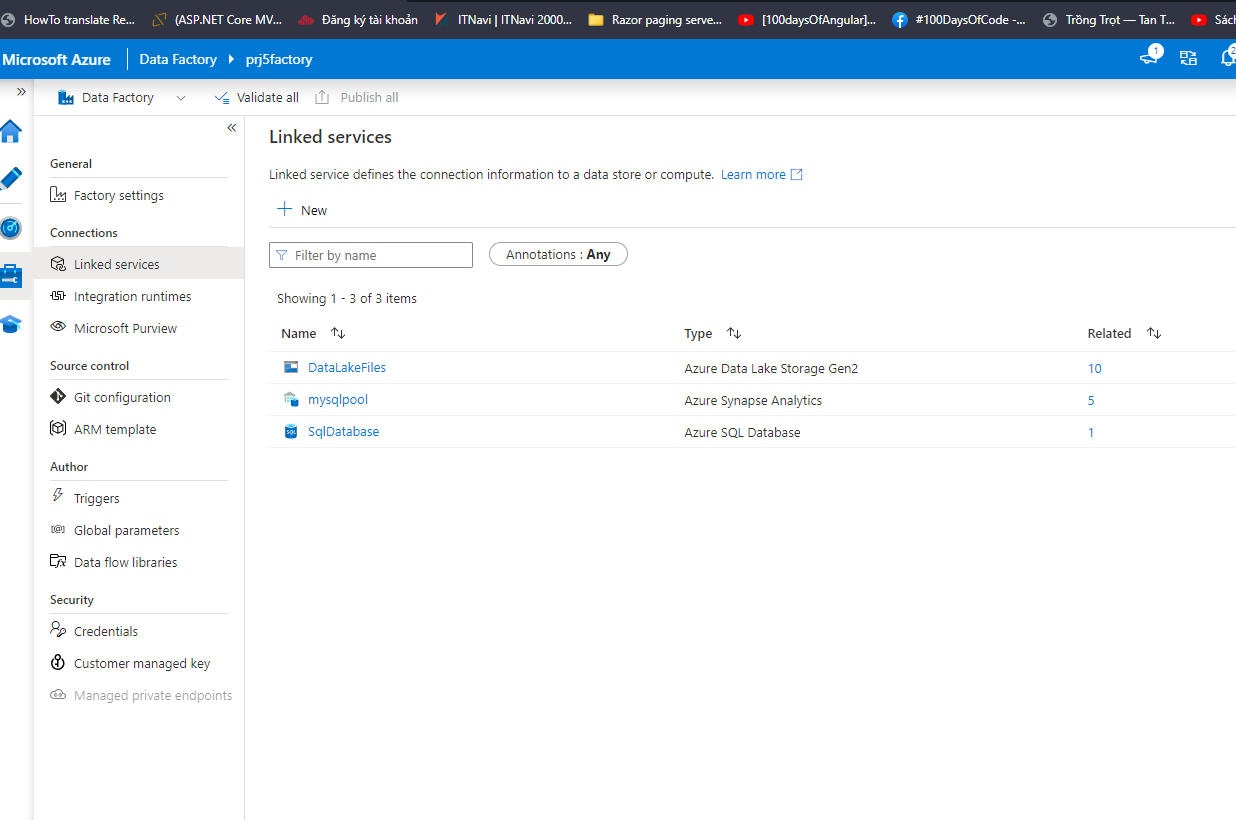 HowTo translate Re... (ASP.NET Core MV... Đăng ký tài khoản ITNavi | ITNavi 2000... Razor paging serve... [100daysOfAngular]... #100DaysOfCode -... Trồng Trọt — Tan T... Sách
Microsoft Azure Data Factory prj5factory 1 2
Data Factory Validate all Publish all
General
Factory settings
Connections
Linked services
Integration runtimes
Microsoft Purview
Source control
Git configuration
ARM template
Author
Triggers
Global parameters
Data flow libraries
Security
Credentials
Customer managed key
Managed private endpoints
Linked services
Linked service defines the connection information to a data store or compute. Learn more
New
Filter by name Annotations : Any
Showing 1 - 3 of 3 items
Name Type Related
DataLakeFiles Azure Data Lake Storage Gen2 10
mysqlpool Azure Synapse Analytics 5
SQL SqlDatabase Azure SQL Database 1